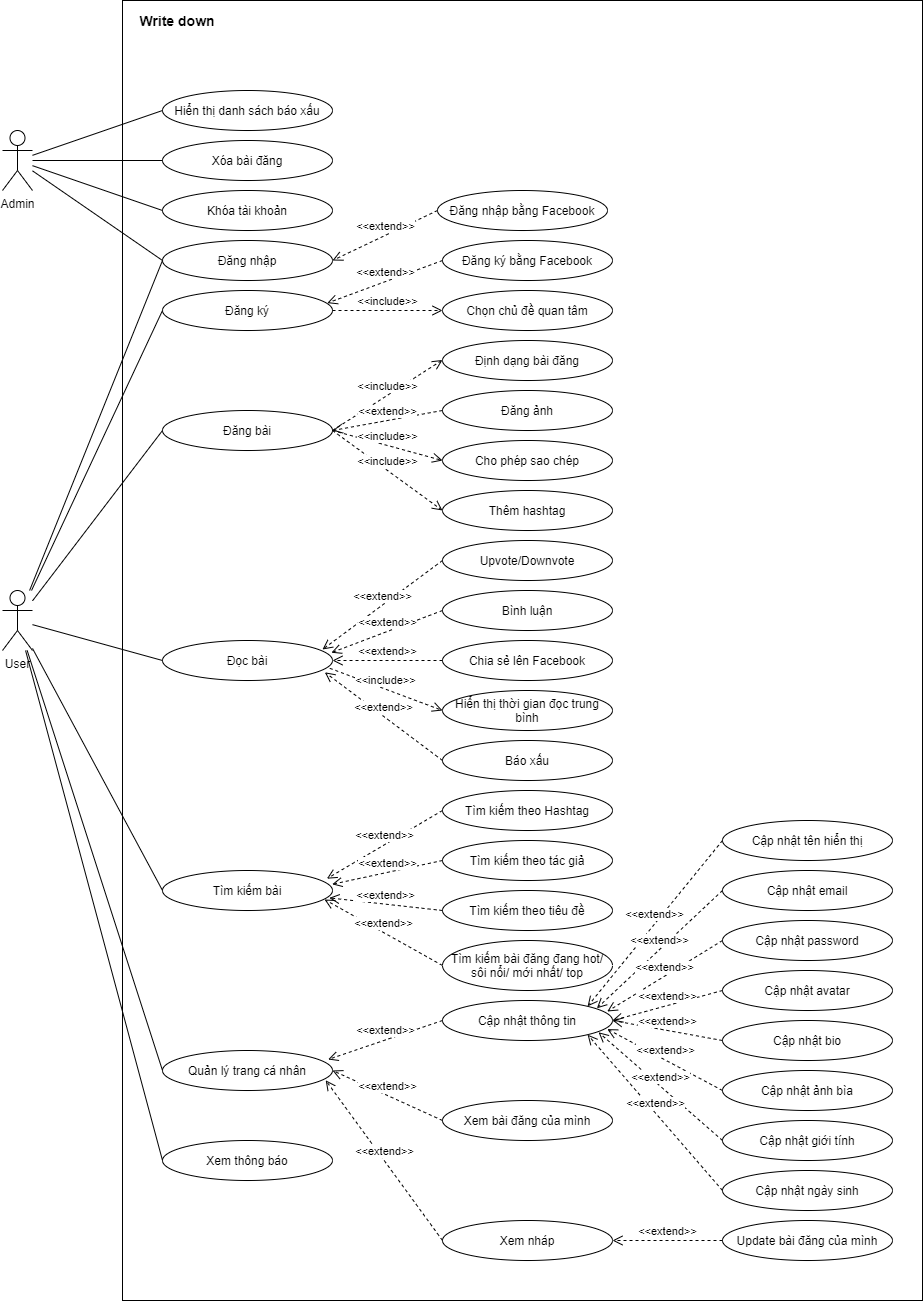 Write down
Hiển thị danh sách báo xấu
Xóa bài đăng
Admin
Khóa tài khoản
Đăng nhập bằng Facebook
<<extend>>
Đăng nhập
Đăng ký bằng Facebook
<<extend>>
Đăng ký
<<include>>
Chọn chủ đề quan tâm
Định dạng bài đăng
<<include>>
<<extend>>
Đăng ảnh
Đăng bài
<<include>>
Cho phép sao chép
<<include>>
Thêm hashtag
Upvote/Downvote
<<extend>>
Bình luận
<<extend>>
User
Đọc bài
<<extend>>
Chia sẻ lên Facebook
<<include>>
Hiển thị thời gian đọc trung
bình
<<extend>>
Báo xấu
Tìm kiếm theo Hashtag
<<extend>>
Cập nhật tên hiển thị
<<extend>>
Tìm kiếm theo tác giả
Tìm kiếm bài
<<extend>>
Cập nhật email
Tìm kiếm theo tiêu đề
<<extend>>
<<extend>>
<<extend>>
Cập nhật password
Tìm kiếm bài đăng đang hot/
sôi nổi/ mới nhất/ top
<<extend>>
Cập nhật avatar
<<extend>>
Cập nhật thông tin
<<extend>>
<<extend>>
Cập nhật bio
<<extend>>
Quản lý trang cá nhân
<<extend>>
<<extend>>
Cập nhật ảnh bìa
<<extend>>
Xem bài đăng của mình
Cập nhật giới tính
<<extend>>
Xem thông báo
Cập nhật ngày sinh
Xem nháp
<<extend>>
Update bài đăng của mình